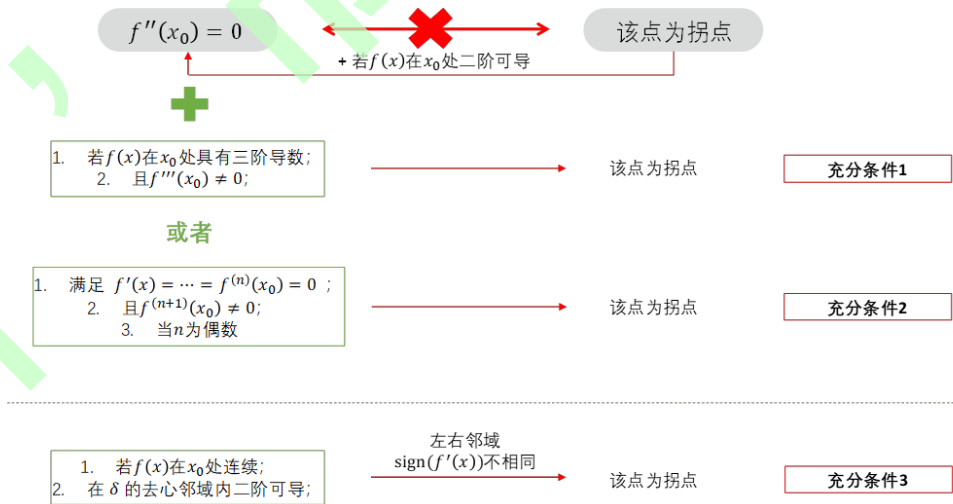 f''(x₀) = 0
该点为拐点
+ 若f(x)在x₀处二阶可导
1. 若f(x)在x₀处具有三阶导数;
2. 且f'''(x₀) ≠ 0;
该点为拐点
充分条件1
或者
1. 满足 f'(x) = ⋯ = f⁽ⁿ⁾(x₀) = 0 ;
2. 且f⁽ⁿ⁺¹⁾(x₀) ≠ 0;
3. 当n为偶数
该点为拐点
充分条件2
左右邻域
sign(f'(x))不相同
1. 若f(x)在x₀处连续;
2. 在 δ 的去心邻域内二阶可导;
该点为拐点
充分条件3